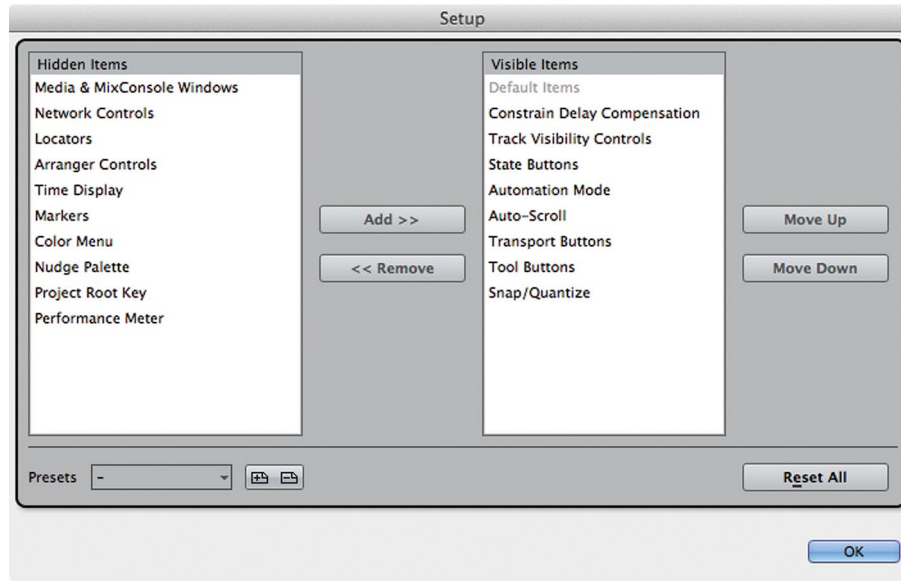 Setup
Hidden Items
Media & MixConsole Windows
Network Controls
Locators
Arranger Controls
Time Display
Markers
Color Menu
Nudge Palette
Project Root Key
Performance Meter
Add >>
<< Remove
Visible Items
Default Items
Constrain Delay Compensation
Track Visibility Controls
State Buttons
Automation Mode
Auto-Scroll
Transport Buttons
Tool Buttons
Snap/Quantize
Move Up
Move Down
Presets
-
Reset All
OK